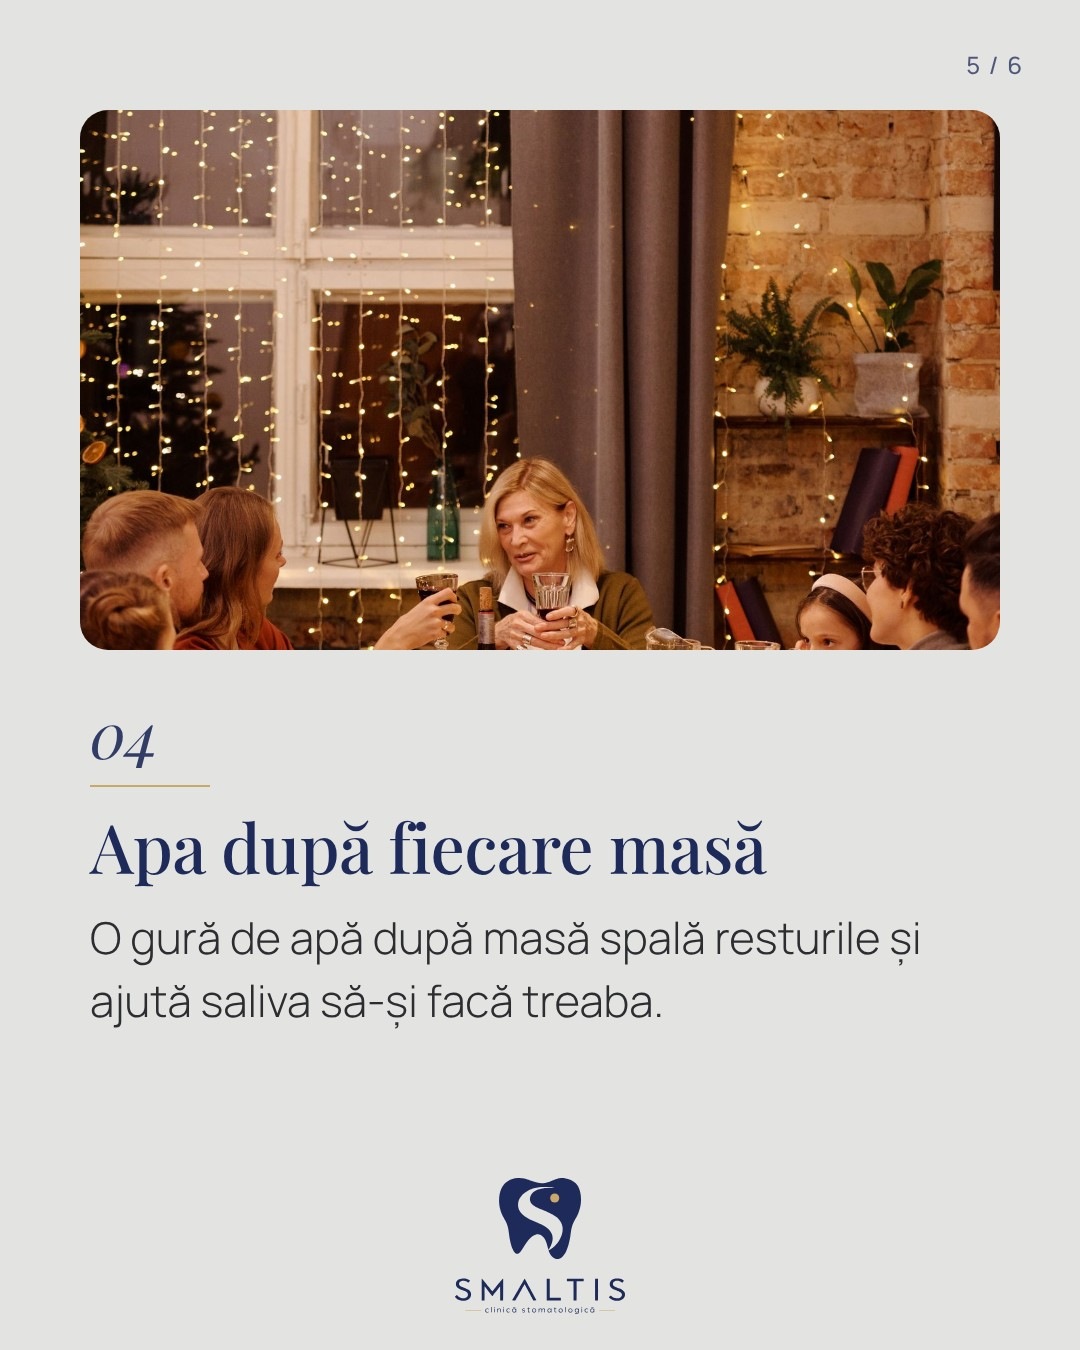 5 / 6
04
Apa după fiecare masă
O gură de apă după masă spală resturile și
ajută saliva să-și facă treaba.
SMALTIS
clinică stomatologică